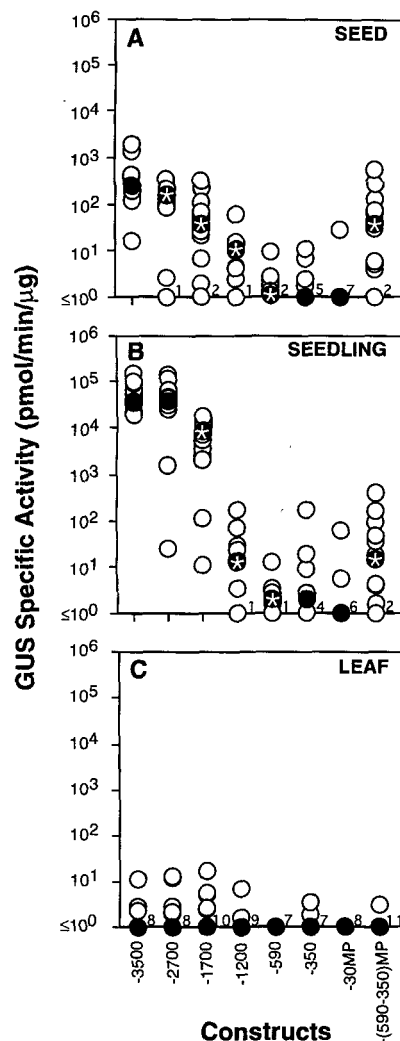 GUS Specific Activity (pmol/min/µg)
A
SEED
10⁶
10⁵
10⁴
10³
10²
10¹
≤10⁰
1 2 1 2 5 7 2
B
SEEDLING
10⁶
10⁵
10⁴
10³
10²
10¹
≤10⁰
1 1 4 6 2
C
LEAF
10⁶
10⁵
10⁴
10³
10²
10¹
≤10⁰
8 8 10 9 7 7 8 11
-3500
-2700
-1700
-1200
-590
-350
-30MP
-(590-350)MP
Constructs